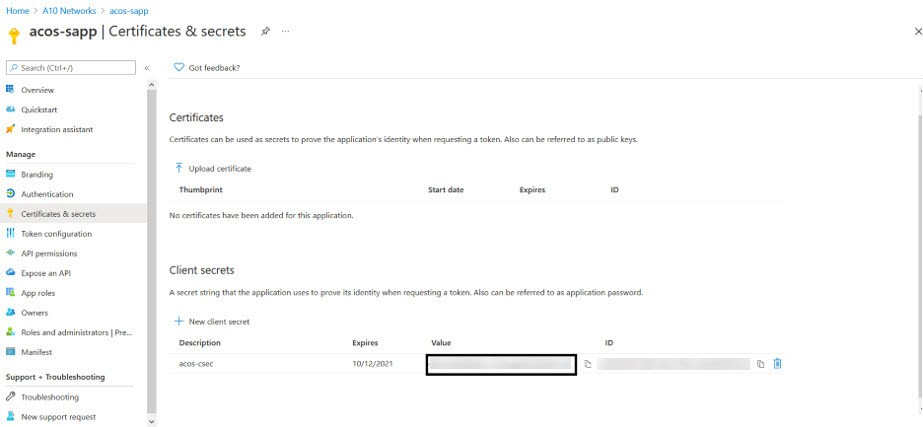 Home > A10 Networks > acos-sapp
acos-sapp | Certificates & secrets
Search (Ctrl+/)
Got feedback?
Overview
Quickstart
Integration assistant
Manage
Branding
Authentication
Certificates & secrets
Token configuration
API permissions
Expose an API
App roles
Owners
Roles and administrators | Pre...
Manifest
Support + Troubleshooting
Troubleshooting
New support request
Certificates
Certificates can be used as secrets to prove the application's identity when requesting a token. Also can be referred to as public keys.
Upload certificate
Thumbprint Start date Expires ID
No certificates have been added for this application.
Client secrets
A secret string that the application uses to prove its identity when requesting a token. Also can be referred to as application password.
New client secret
Description Expires Value ID
acos-csec 10/12/2021